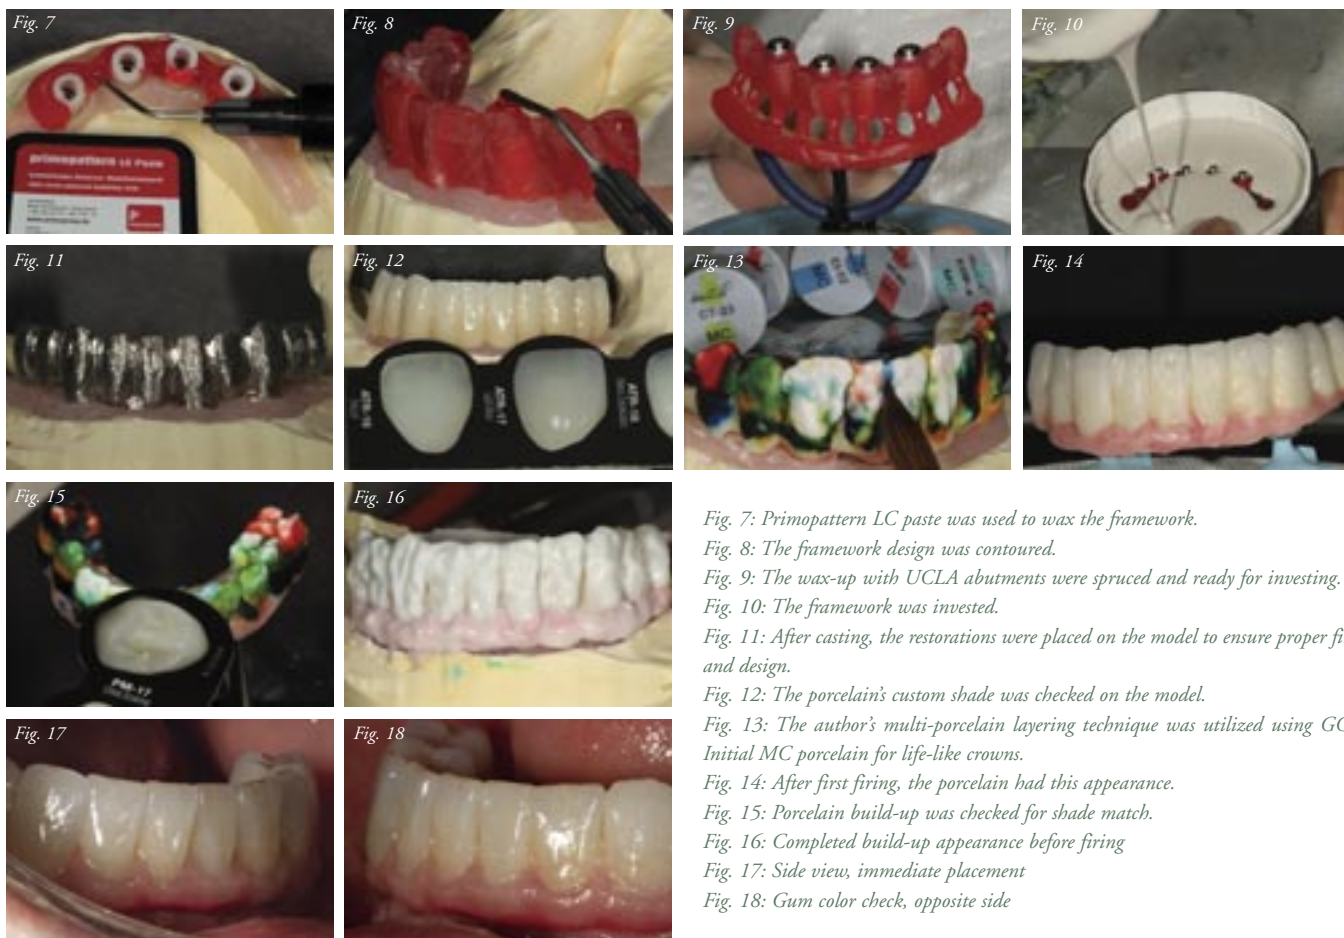 Fig. 7
Fig. 8
Fig. 9
Fig. 10
primopattern LC Paste
Fig. 11
Fig. 12
Fig. 13
Fig. 14
CT-23
MC
Fig. 15
Fig. 16
PM-17
Fig. 17
Fig. 18
Fig. 7: Primopattern LC paste was used to wax the framework.
Fig. 8: The framework design was contoured.
Fig. 9: The wax-up with UCLA abutments were spruced and ready for investing.
Fig. 10: The framework was invested.
Fig. 11: After casting, the restorations were placed on the model to ensure proper fi
and design.
Fig. 12: The porcelain's custom shade was checked on the model.
Fig. 13: The author's multi-porcelain layering technique was utilized using GC
Initial MC porcelain for life-like crowns.
Fig. 14: After first firing, the porcelain had this appearance.
Fig. 15: Porcelain build-up was checked for shade match.
Fig. 16: Completed build-up appearance before firing
Fig. 17: Side view, immediate placement
Fig. 18: Gum color check, opposite side